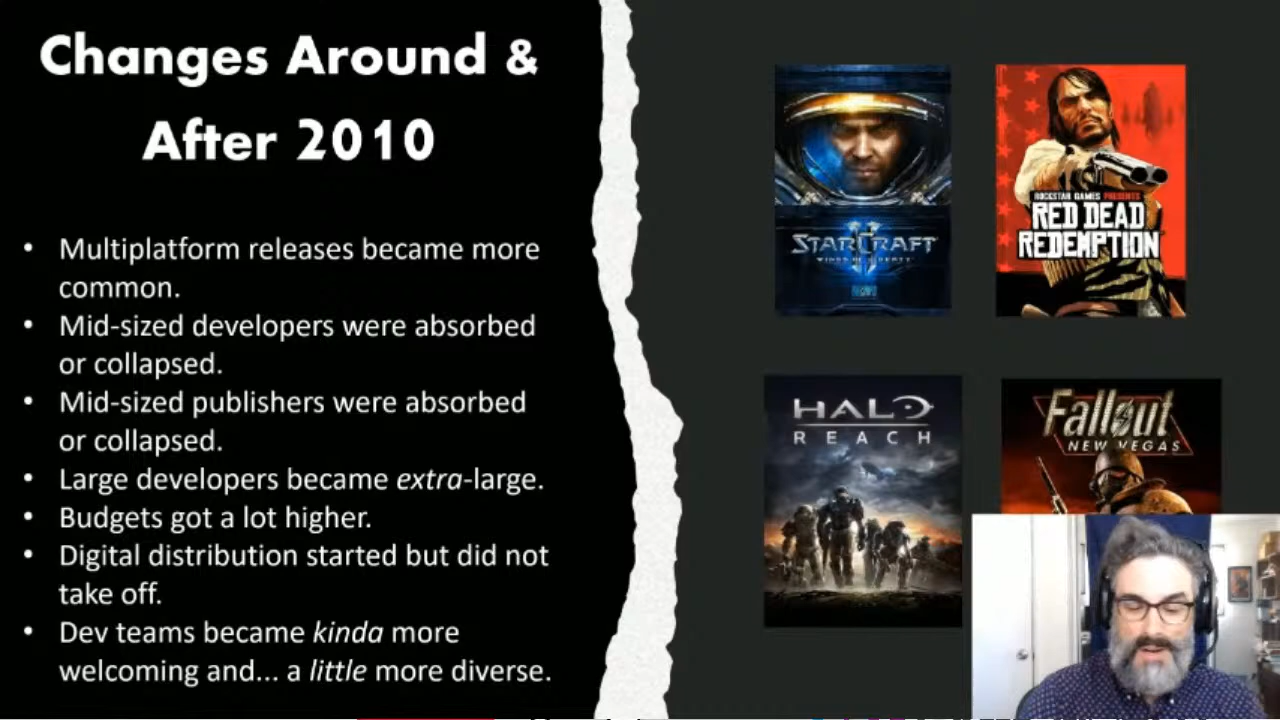 Changes Around &
After 2010
• Multiplatform releases became more
common.
• Mid-sized developers were absorbed
or collapsed.
• Mid-sized publishers were absorbed
or collapsed.
• Large developers became extra-large.
• Budgets got a lot higher.
• Digital distribution started but did not
take off.
• Dev teams became kinda more
welcoming and... a little more diverse.
STARCRAFT
WINGS OF LIBERTY
ROCKSTAR GAMES PRESENTS
RED DEAD
REDEMPTION
HALO
REACH
Fallout
NEW VEGAS